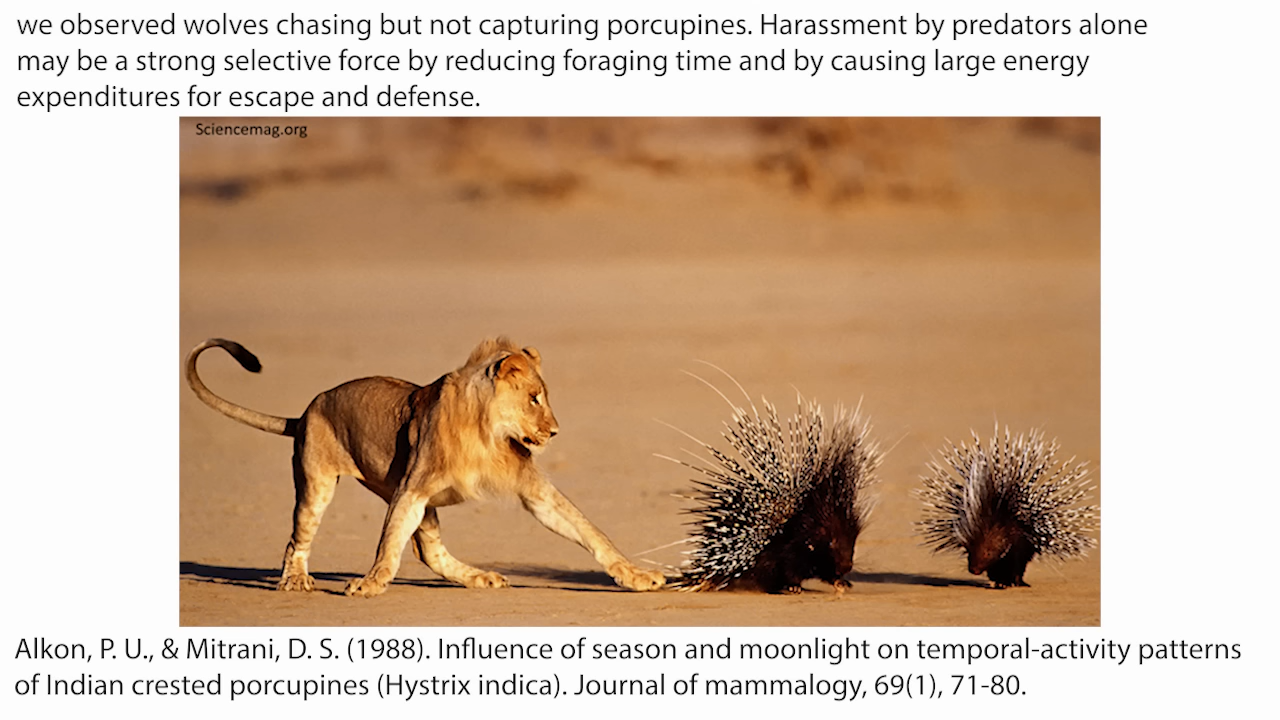 we observed wolves chasing but not capturing porcupines. Harassment by predators alone
may be a strong selective force by reducing foraging time and by causing large energy
expenditures for escape and defense.
Sciencemag.org
Alkon, P. U., & Mitrani, D. S. (1988). Influence of season and moonlight on temporal-activity patterns
of Indian crested porcupines (Hystrix indica). Journal of mammalogy, 69(1), 71-80.